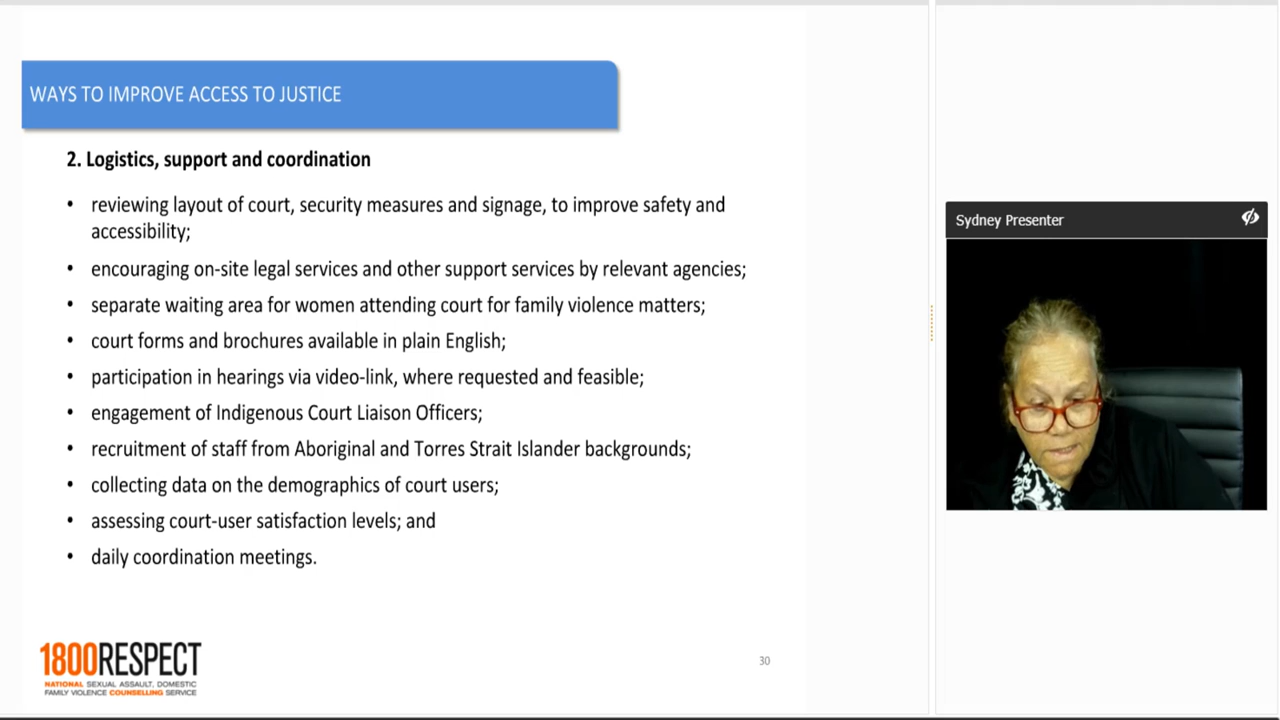 WAYS TO IMPROVE ACCESS TO JUSTICE
2. Logistics, support and coordination
• reviewing layout of court, security measures and signage, to improve safety and
accessibility;
• encouraging on-site legal services and other support services by relevant agencies;
• separate waiting area for women attending court for family violence matters;
• court forms and brochures available in plain English;
• participation in hearings via video-link, where requested and feasible;
• engagement of Indigenous Court Liaison Officers;
• recruitment of staff from Aboriginal and Torres Strait Islander backgrounds;
• collecting data on the demographics of court users;
• assessing court-user satisfaction levels; and
• daily coordination meetings.
1800RESPECT
NATIONAL SEXUAL ASSAULT, DOMESTIC
FAMILY VIOLENCE COUNSELLING SERVICE
30
Sydney Presenter